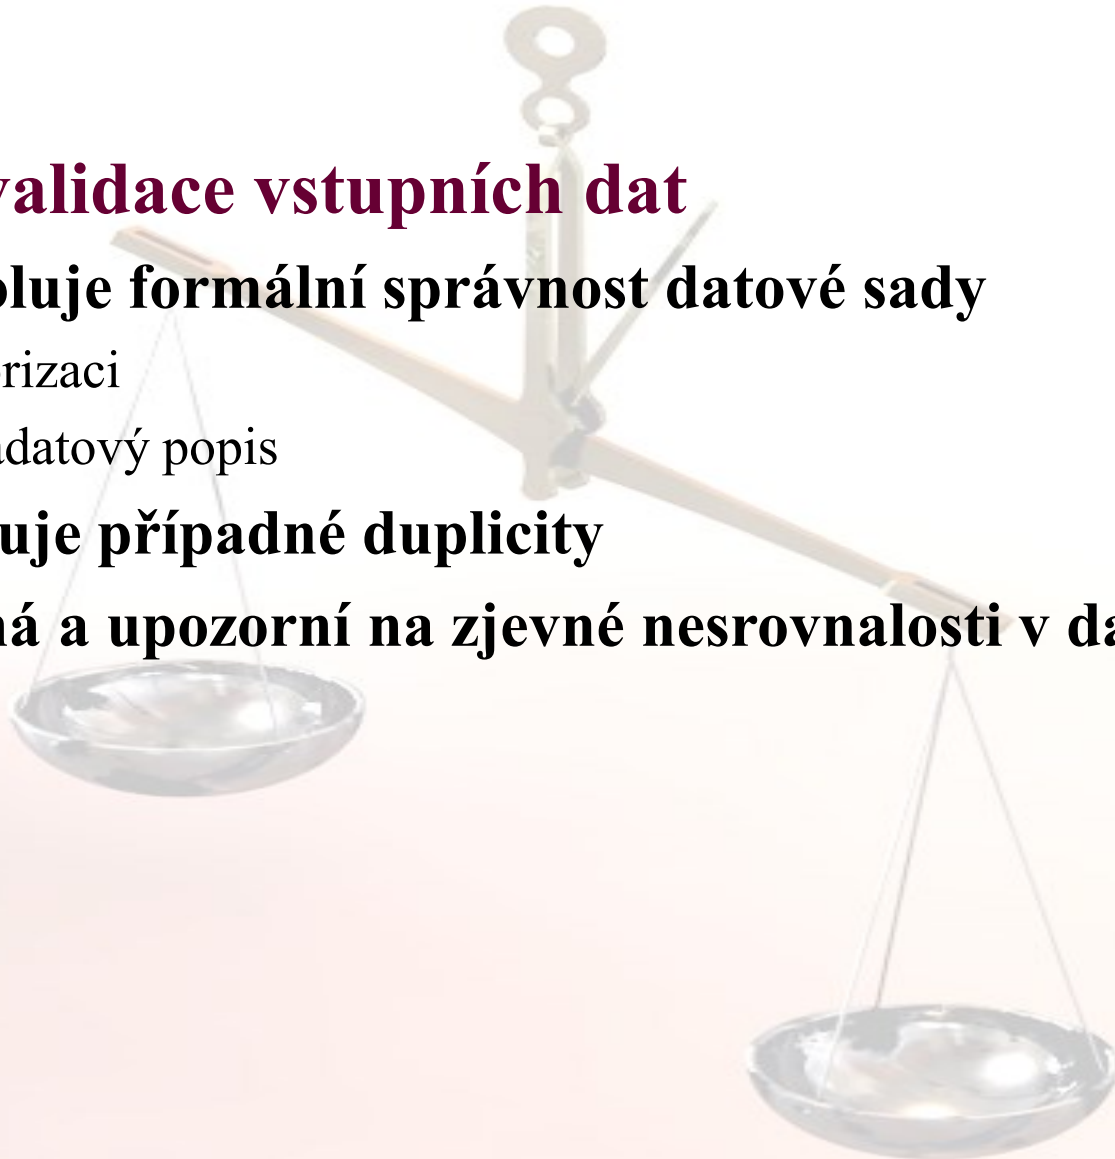 validace vstupních dat
oluje formální správnost datové sady
rizaci
adatový popis
uje případné duplicity
ná a upozorní na zjevné nesrovnalosti v da